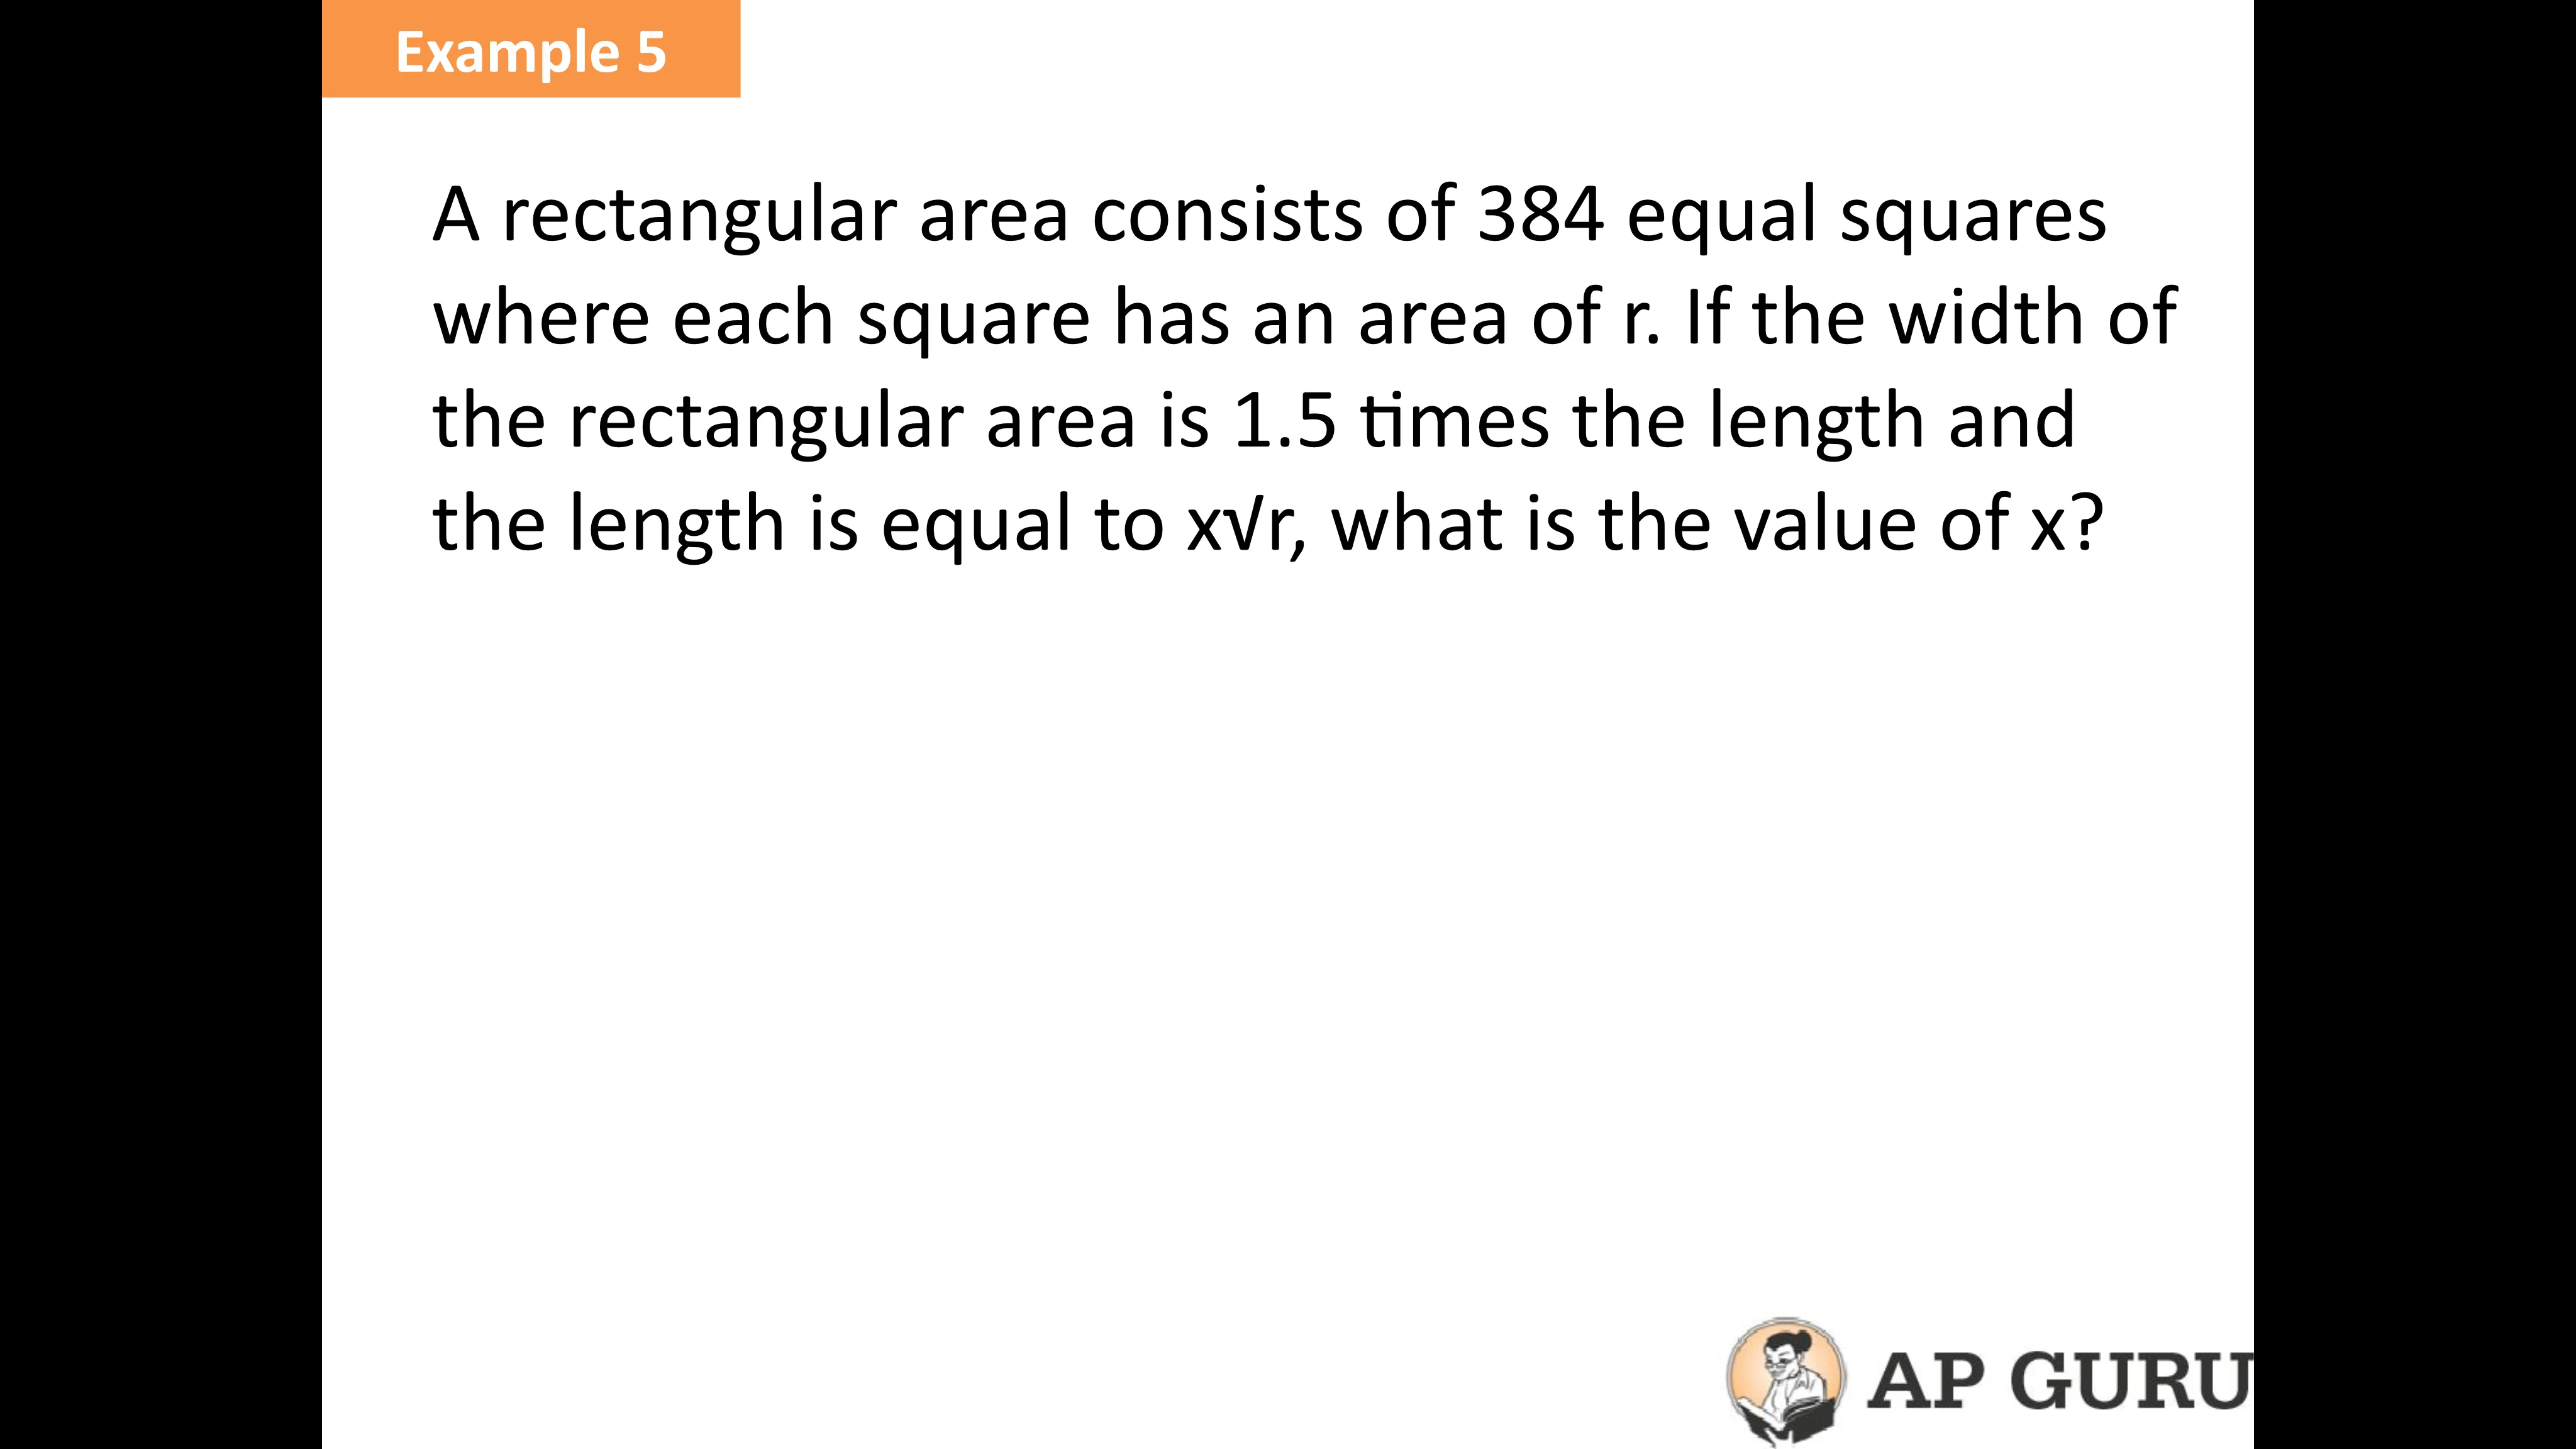 Example 5
A rectangular area consists of 384 equal squares
where each square has an area of r. If the width of
the rectangular area is 1.5 times the length and
the length is equal to x√r, what is the value of x?
AP GURU